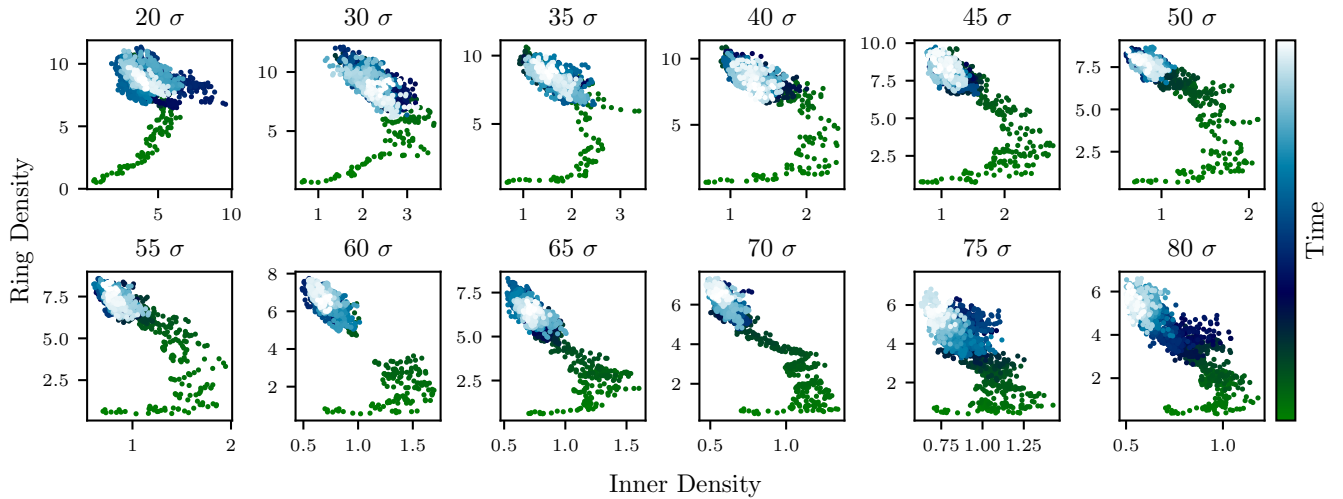 20 σ 30 σ 35 σ 40 σ 45 σ 50 σ
10 10 10 10 10.0 7.5
5 5 5 5 7.5 5.0
0 5.0 2.5
2.5
5 10 1 2 3 1 2 3 1 2 1 2 1 2
55 σ 60 σ 65 σ 70 σ 75 σ 80 σ
7.5 8 7.5 6 6 6
5.0 6 5.0 4 4 4
2.5 4 2.5 2 2 2
2
1 2 0.5 1.0 1.5 0.5 1.0 1.5 0.5 1.0 0.75 1.00 1.25 0.5 1.0
Ring Density
Inner Density
Time